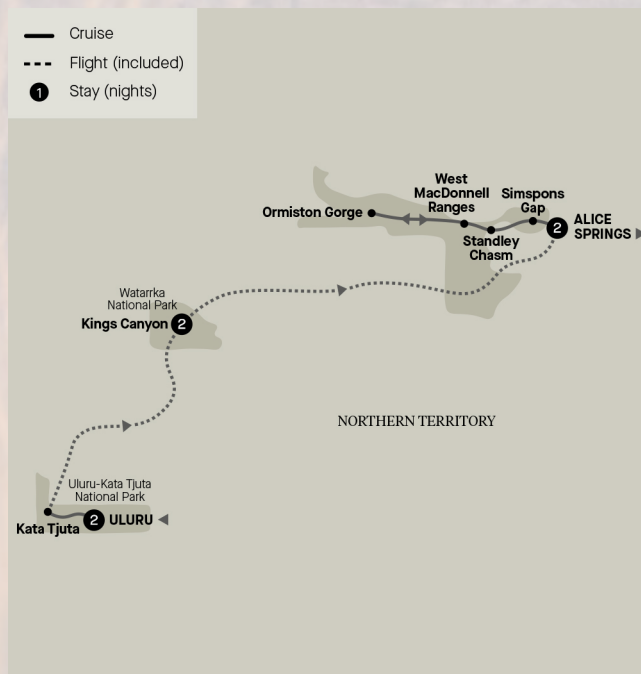 Cruise
Flight (included)
1
Stay (nights)
West
MacDonnell
Ranges
Simspons
Gap
Ormiston Gorge
2
ALICE
SPRINGS
Standley
Chasm
Watarrka
National Park
Kings Canyon
2
NORTHERN TERRITORY
Uluru-Kata Tjuta
National Park
Kata Tjuta
2
ULURU